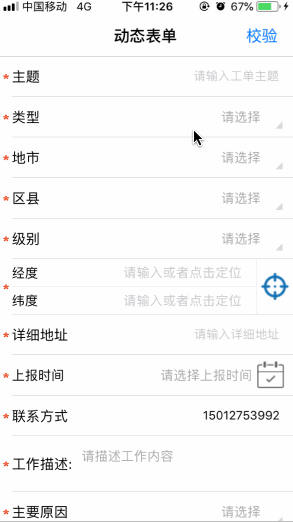 中国移动 4G 下午11:26 67%
动态表单 校验
* 主题 请输入工单主题
* 类型 请选择
* 地市 请选择
* 区县 请选择
* 级别 请选择
经度 请输入或者点击定位
*
纬度 请输入或者点击定位
* 详细地址 请输入详细地址
* 上报时间 请选择上报时间
* 联系方式 15012753992
* 工作描述: 请描述工作内容
* 主要原因 请选择